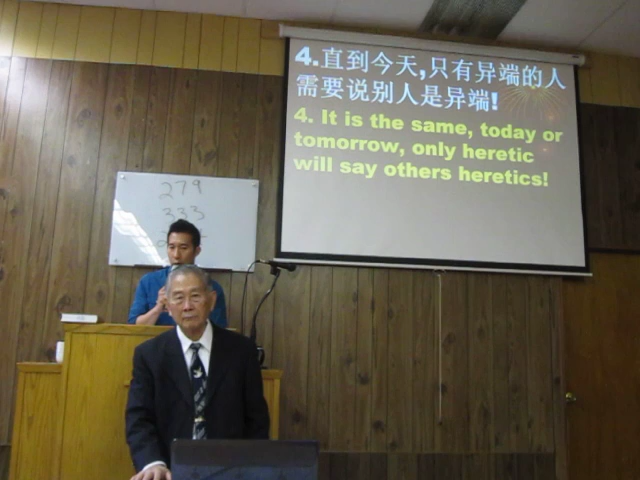 4.直到今天,只有异端的人
需要说别人是异端!
4. It is the same, today or
tomorrow, only heretic
will say others heretics!
279
333